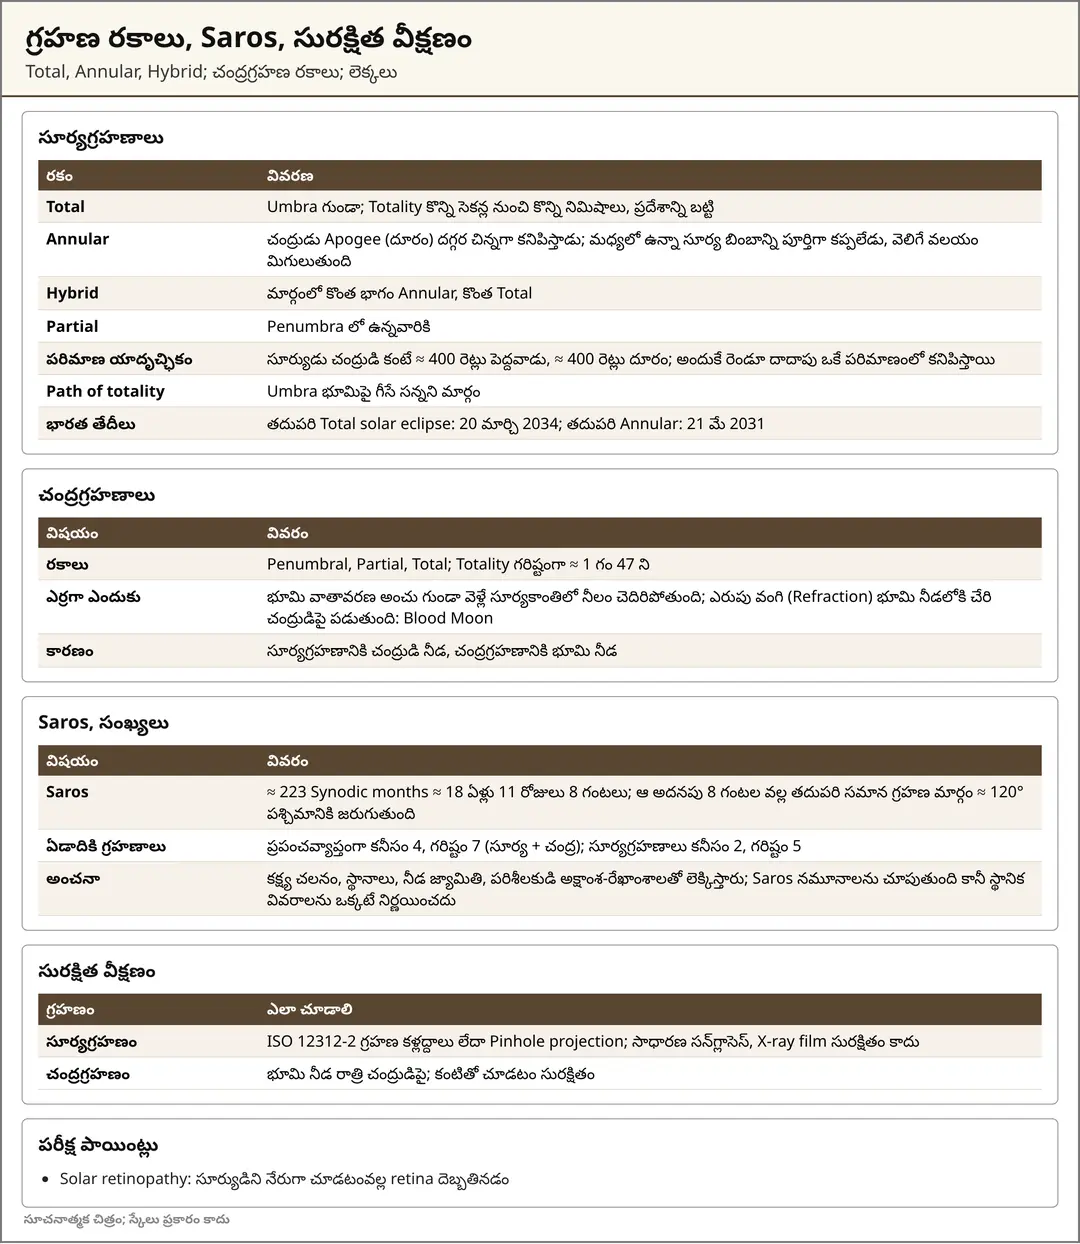 గ్రహణ రకాలు, Saros, సురక్షిత వీక్షణం
Total, Annular, Hybrid; చంద్రగ్రహణ రకాలు; లెక్కలు
సూర్యగ్రహణాలు
రకం వివరణ
Total Umbra గుండా; Totality కొన్ని సెకన్ల నుంచి కొన్ని నిమిషాలు, ప్రదేశాన్ని బట్టి
Annular చంద్రుడు Apogee (దూరం) దగ్గర చిన్నగా కనిపిస్తాడు; మధ్యలో ఉన్నా సూర్య బింబాన్ని పూర్తిగా కప్పలేడు, వెలిగే వలయం
మిగులుతుంది
Hybrid మార్గంలో కొంత భాగం Annular, కొంత Total
Partial Penumbra లో ఉన్నవారికి
పరిమాణ యాదృచ్ఛికం సూర్యుడు చంద్రుడి కంటే ≈ 400 రెట్లు పెద్దవాడు, ≈ 400 రెట్లు దూరం; అందుకే రెండూ దాదాపు ఒకే పరిమాణంలో కనిపిస్తాయి
Path of totality Umbra భూమిపై గీసే సన్నని మార్గం
భారత తేదీలు తదుపరి Total solar eclipse: 20 మార్చి 2034; తదుపరి Annular: 21 మే 2031
చంద్రగ్రహణాలు
విషయం వివరం
రకాలు Penumbral, Partial, Total; Totality గరిష్టంగా ≈ 1 గం 47 ని
ఎర్రగా ఎందుకు భూమి వాతావరణ అంచు గుండా వెళ్లే సూర్యకాంతిలో నీలం చెదిరిపోతుంది; ఎరుపు వంగి (Refraction) భూమి నీడలోకి చేరి
చంద్రుడిపై పడుతుంది: Blood Moon
కారణం సూర్యగ్రహణానికి చంద్రుడి నీడ, చంద్రగ్రహణానికి భూమి నీడ
Saros, సంఖ్యలు
విషయం వివరం
Saros ≈ 223 Synodic months ≈ 18 ఏళ్లు 11 రోజులు 8 గంటలు; ఆ అదనపు 8 గంటల వల్ల తదుపరి సమాన గ్రహణ మార్గం ≈ 120°
పశ్చిమానికి జరుగుతుంది
ఏడాదికి గ్రహణాలు ప్రపంచవ్యాప్తంగా కనీసం 4, గరిష్టం 7 (సూర్య + చంద్ర); సూర్యగ్రహణాలు కనీసం 2, గరిష్టం 5
అంచనా కక్ష్య చలనం, స్థానాలు, నీడ జ్యామితి, పరిశీలకుడి అక్షాంశ-రేఖాంశాలతో లెక్కిస్తారు; Saros నమూనాలను చూపుతుంది కానీ స్థానిక
వివరాలను ఒక్కటే నిర్ణయించదు
సురక్షిత వీక్షణం
గ్రహణం ఎలా చూడాలి
సూర్యగ్రహణం ISO 12312-2 గ్రహణ కళ్లద్దాలు లేదా Pinhole projection; సాధారణ సన్‌గ్లాసెస్, X-ray film సురక్షితం కాదు
చంద్రగ్రహణం భూమి నీడ రాత్రి చంద్రుడిపై; కంటితో చూడటం సురక్షితం
పరీక్ష పాయింట్లు
• Solar retinopathy: సూర్యుడిని నేరుగా చూడటంవల్ల retina దెబ్బతినడం
సూచనాత్మక చిత్రం; స్కేలు ప్రకారం కాదు